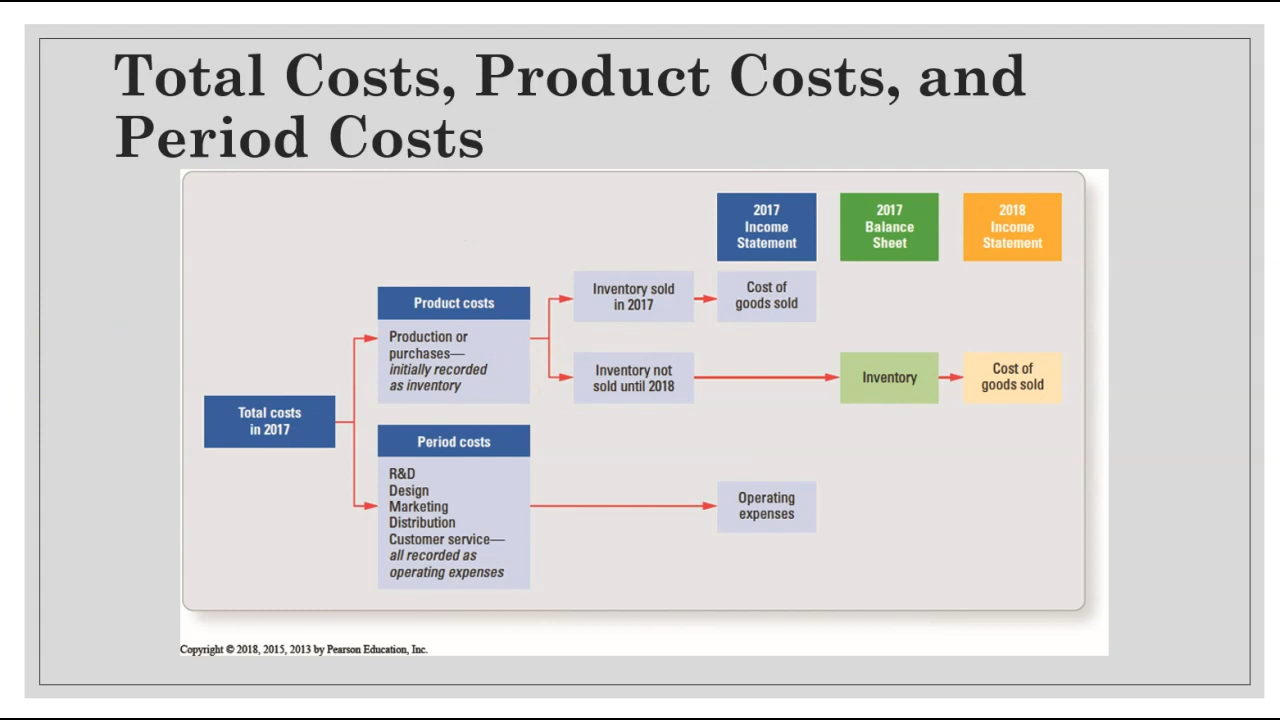 Total Costs, Product Costs, and
Period Costs
2017
Income
Statement
2017
Balance
Sheet
2018
Income
Statement
Product costs
Production or
purchases—
initially recorded
as inventory
Inventory sold
in 2017
Cost of
goods sold
Inventory not
sold until 2018
Inventory
Cost of
goods sold
Total costs
in 2017
Period costs
R&D
Design
Marketing
Distribution
Customer service—
all recorded as
operating expenses
Operating
expenses
Copyright © 2018, 2015, 2013 by Pearson Education, Inc.